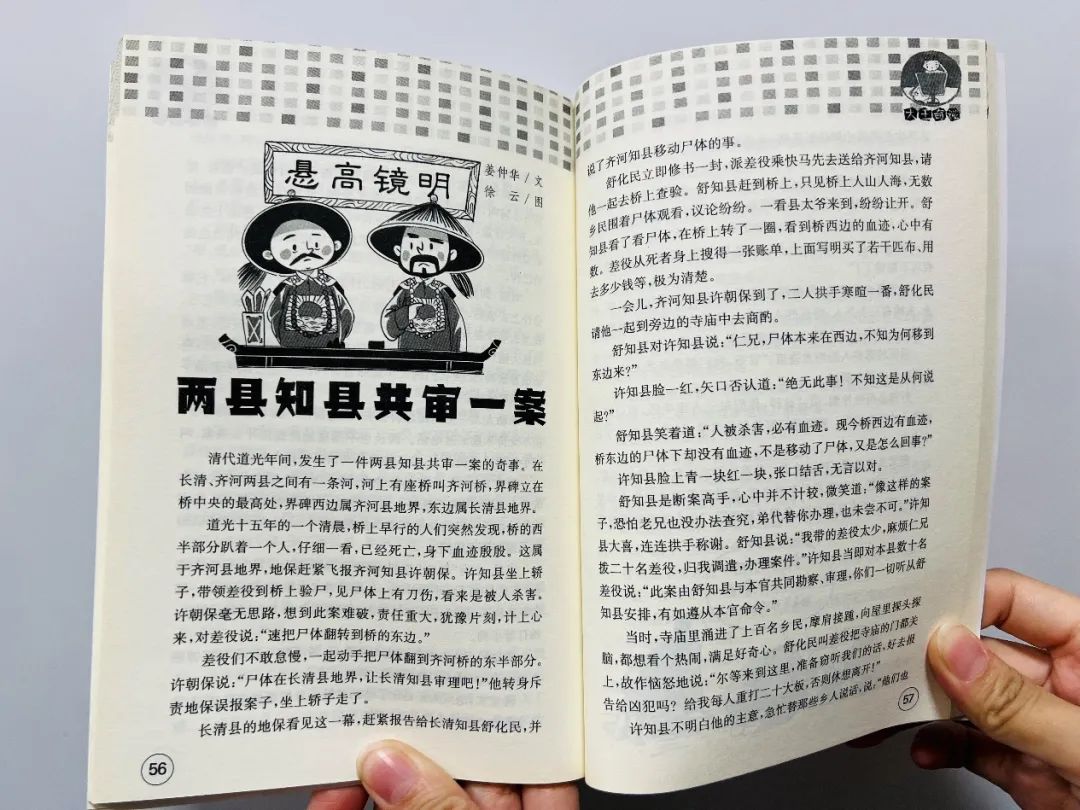 悬高镜明
姜仲华／文
徐　云／图
两县知县共审一案
清代道光年间，发生了一件两县知县共审一案的奇事。在
长清、齐河两县之间有一条河，河上有座桥叫齐河桥，界碑立在
桥中央的最高处，界碑西边属齐河县地界，东边属长清县地界。
道光十五年的一个清晨，桥上早行的人们突然发现，桥的西
半部分趴着一个人，仔细一看，已经死亡，身下血迹殷殷。这属
于齐河县地界，地保赶紧飞报齐河知县许朝保。许知县坐上轿
子，带领差役到桥上验尸，见尸体上有刀伤，看来是被人杀害。
许朝保毫无思路，想到此案难破，责任重大，犹豫片刻，计上心
来，对差役说：“速把尸体翻转到桥的东边。”
差役们不敢怠慢，一起动手把尸体翻到齐河桥的东半部分。
许朝保说：“尸体在长清县地界，让长清知县审理吧！”他转身斥
责地保误报案子，坐上轿子走了。
长清县的地保看见这一幕，赶紧报告给长清知县舒化民，并
56
说了齐河知县移动尸体的事。
舒化民立即修书一封，派差役乘快马先去送给齐河知县，请
他一起去桥上查验。舒知县赶到桥上，只见桥上人山人海，无数
乡民围着尸体观看，议论纷纷。一看县太爷来到，纷纷让开。舒
知县看了看尸体，在桥上转了一圈，看到桥西边的血迹，心中有
数。差役从死者身上搜得一张账单，上面写明买了若干匹布、用
去多少钱等，极为清楚。
一会儿，齐河知县许朝保到了，二人拱手寒暄一番，舒化民
请他一起到旁边的寺庙中去商酌。
舒知县对许知县说：“仁兄，尸体本来在西边，不知为何移到
东边来？”
许知县脸一红，矢口否认道：“绝无此事！不知这是从何说
起？”
舒知县笑着道：“人被杀害，必有血迹。现今桥西边有血迹，
桥东边的尸体下却没有血迹，不是移动了尸体，又是怎么回事？”
许知县脸上青一块红一块，张口结舌，无言以对。
舒知县是断案高手，心中并不计较，微笑道：“像这样的案
子，恐怕老兄也没办法查究，弟代替你办理，也未尝不可。”许知
县大喜，连连拱手称谢。舒知县说：“我带的差役太少，麻烦仁兄
拨二十名差役，归我调遣，办理案件。”许知县当即对本县数十名
差役说：“此案由舒知县与本官共同勘察、审理，你们一切听从舒
知县安排，有如遵从本官命令。”
当时，寺庙里涌进了上百名乡民，摩肩接踵，向屋里探头探
脑，都想看个热闹，满足好奇心。舒化民叫差役把寺庙的门都关
上，故作恼怒地说：“尔等来到这里，准备窃听我们的话，好去报
告给凶犯吗？给我每人重打二十大板，否则休想离开！”
许知县不明白他的主意，急忙替那些乡人说话，说：“他们也
57